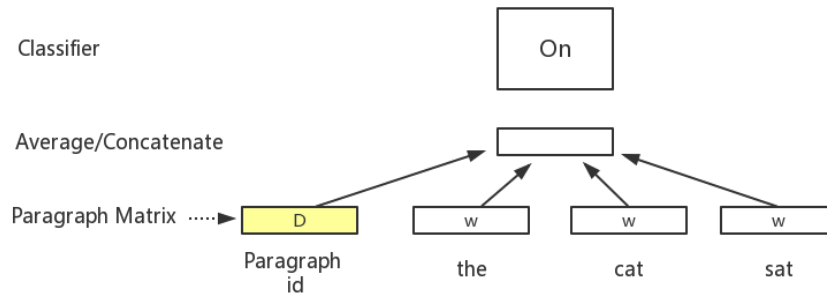 Classifier
On
Average/Concatenate
Paragraph Matrix
D
w
w
w
Paragraph
id
the
cat
sat